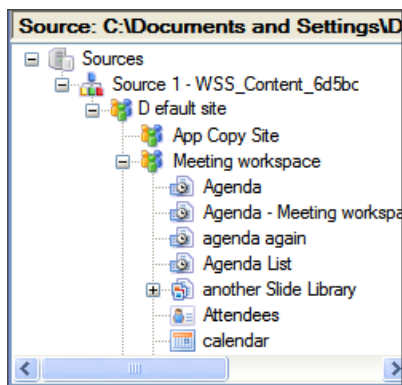 Source: C:\Documents and Settings\D
Sources
Source 1 - WSS_Content_6d5bc
D efault site
App Copy Site
Meeting workspace
Agenda
Agenda - Meeting workspa
agenda again
Agenda List
another Slide Library
Attendees
calendar